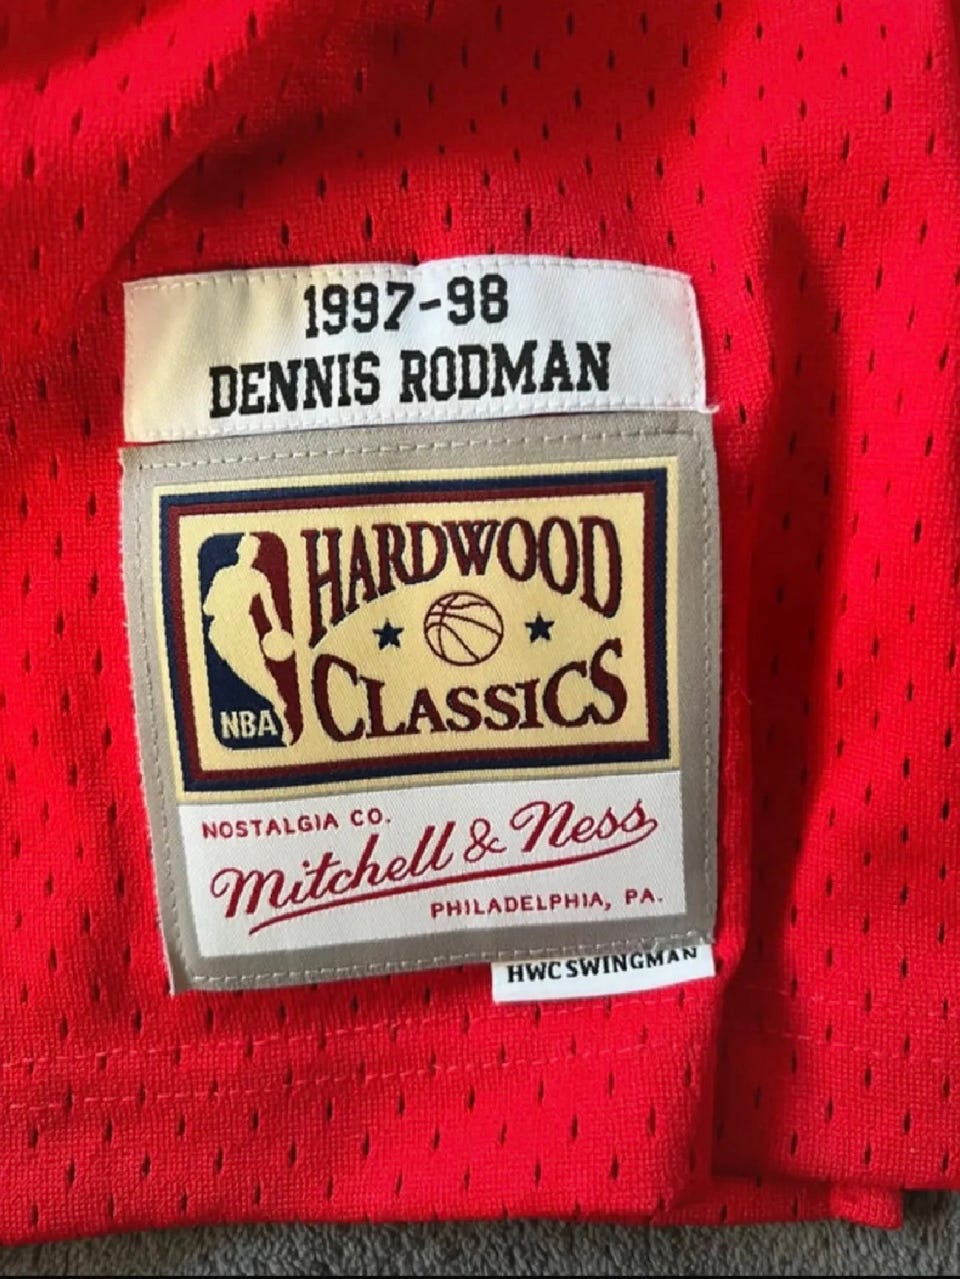 1997-98
DENNIS RODMAN
HARDWOOD
CLASSICS
NBA
NOSTALGIA CO.
Mitchell & Ness
PHILADELPHIA, PA.
HWC SWINGMAN